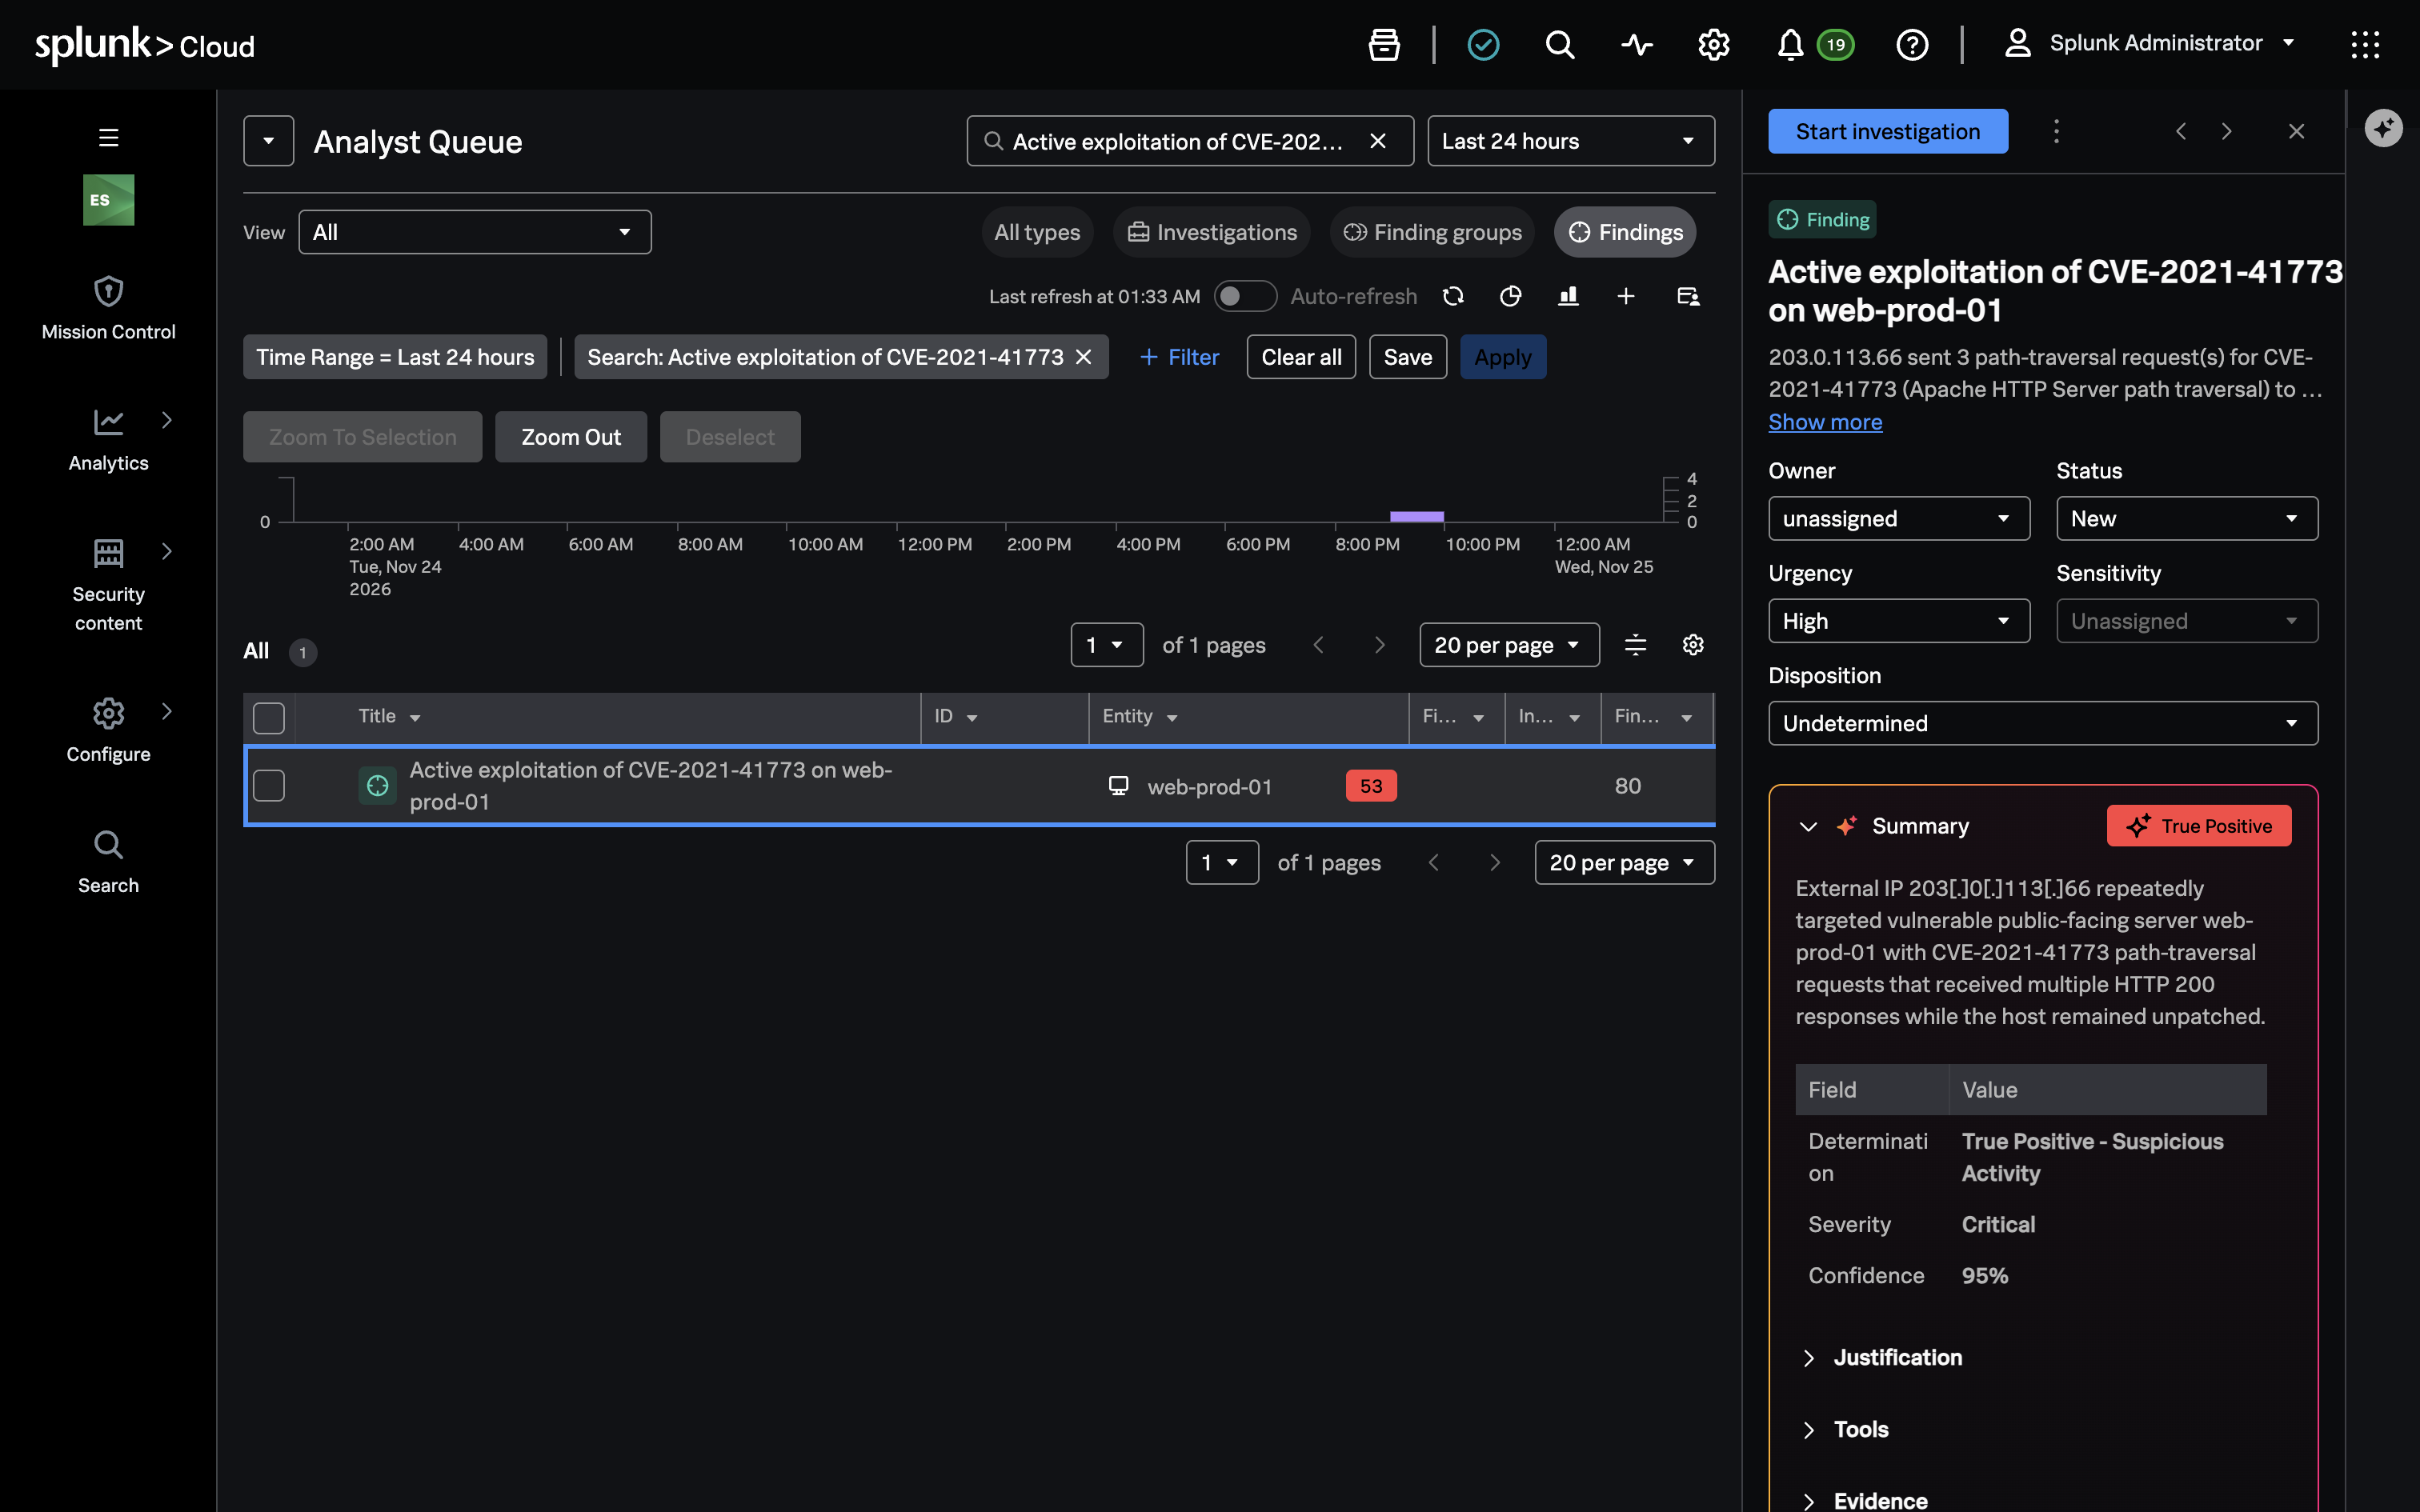 splunk> Cloud
19
Splunk Administrator
ES
Mission Control
Analytics
Security
content
Configure
Search
Analyst Queue
Active exploitation of CVE-202...
Last 24 hours
View
All
All types
Investigations
Finding groups
Findings
Last refresh at 01:33 AM
Auto-refresh
Time Range = Last 24 hours
Search: Active exploitation of CVE-2021-41773
+ Filter
Clear all
Save
Apply
Zoom To Selection
Zoom Out
Deselect
0
4
2
0
2:00 AM
Tue, Nov 24
2026
4:00 AM
6:00 AM
8:00 AM
10:00 AM
12:00 PM
2:00 PM
4:00 PM
6:00 PM
8:00 PM
10:00 PM
12:00 AM
Wed, Nov 25
All
1
1
of 1 pages
20 per page
Title
ID
Entity
Fi...
In...
Fin...
Active exploitation of CVE-2021-41773 on web-
prod-01
web-prod-01
53
80
1
of 1 pages
20 per page
Start investigation
Finding
Active exploitation of CVE-2021-41773
on web-prod-01
203.0.113.66 sent 3 path-traversal request(s) for CVE-
2021-41773 (Apache HTTP Server path traversal) to ...
Show more
Owner
Status
unassigned
New
Urgency
Sensitivity
High
Unassigned
Disposition
Undetermined
Summary
True Positive
External IP 203[.]0[.]113[.]66 repeatedly
targeted vulnerable public-facing server web-
prod-01 with CVE-2021-41773 path-traversal
requests that received multiple HTTP 200
responses while the host remained unpatched.
Field
Value
Determinati
on
True Positive - Suspicious
Activity
Severity
Critical
Confidence
95%
Justification
Tools
Evidence